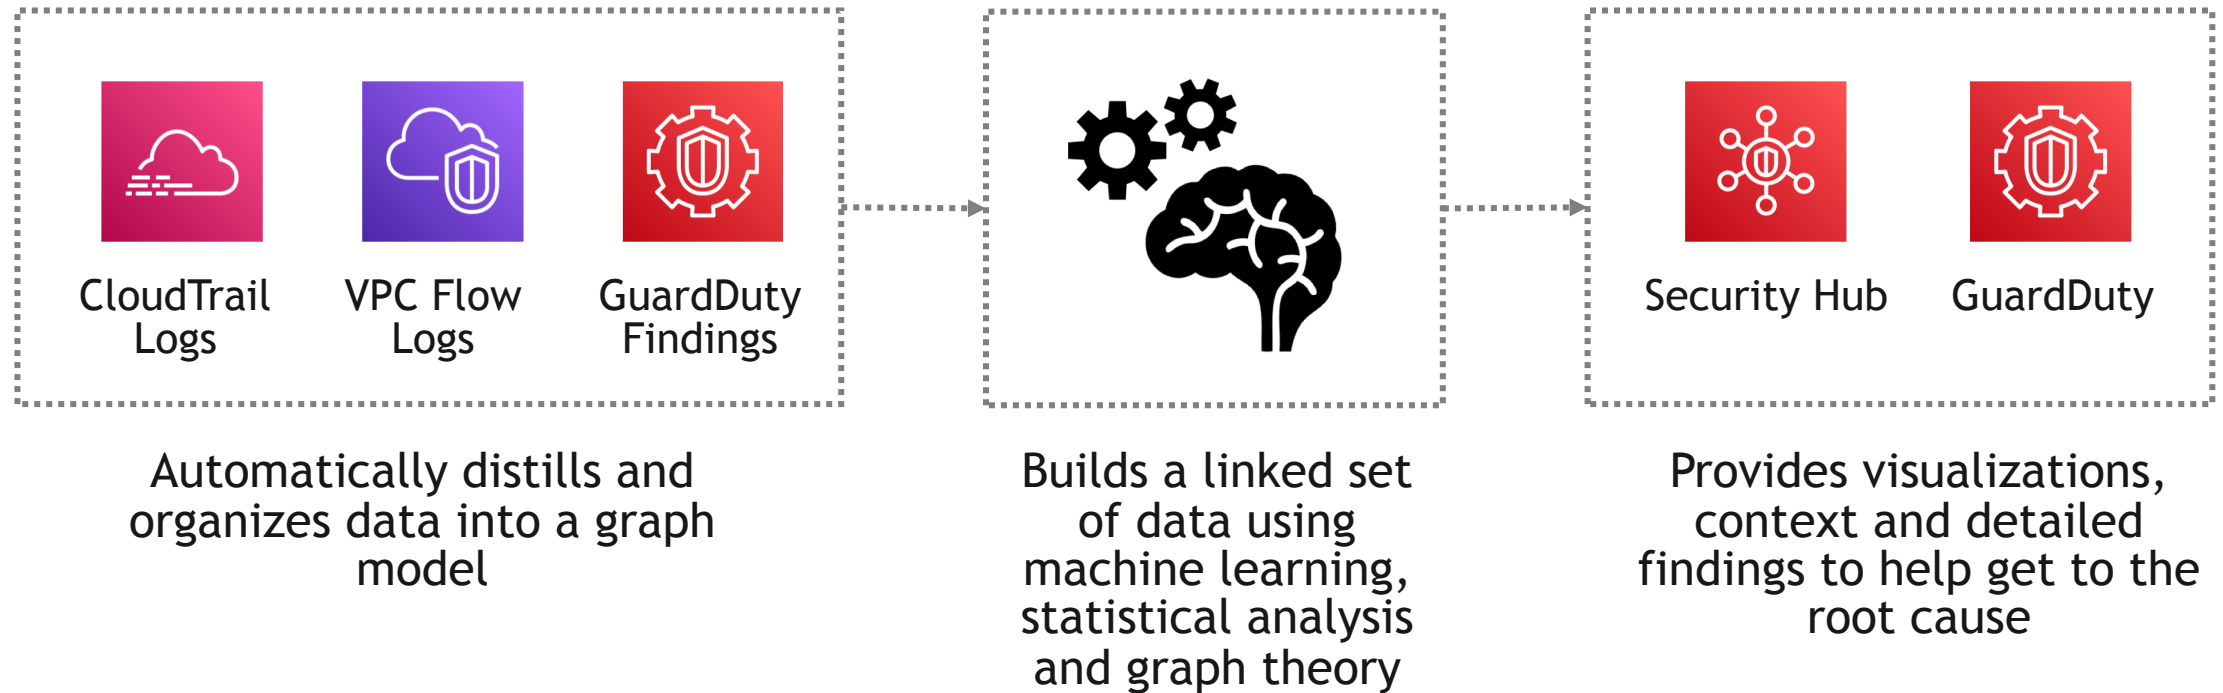 CloudTrail
Logs
VPC Flow
Logs
GuardDuty
Findings
Security Hub
GuardDuty
Automatically distills and
organizes data into a graph
model
Builds a linked set
of data using
machine learning,
statistical analysis
and graph theory
Provides visualizations,
context and detailed
findings to help get to the
root cause